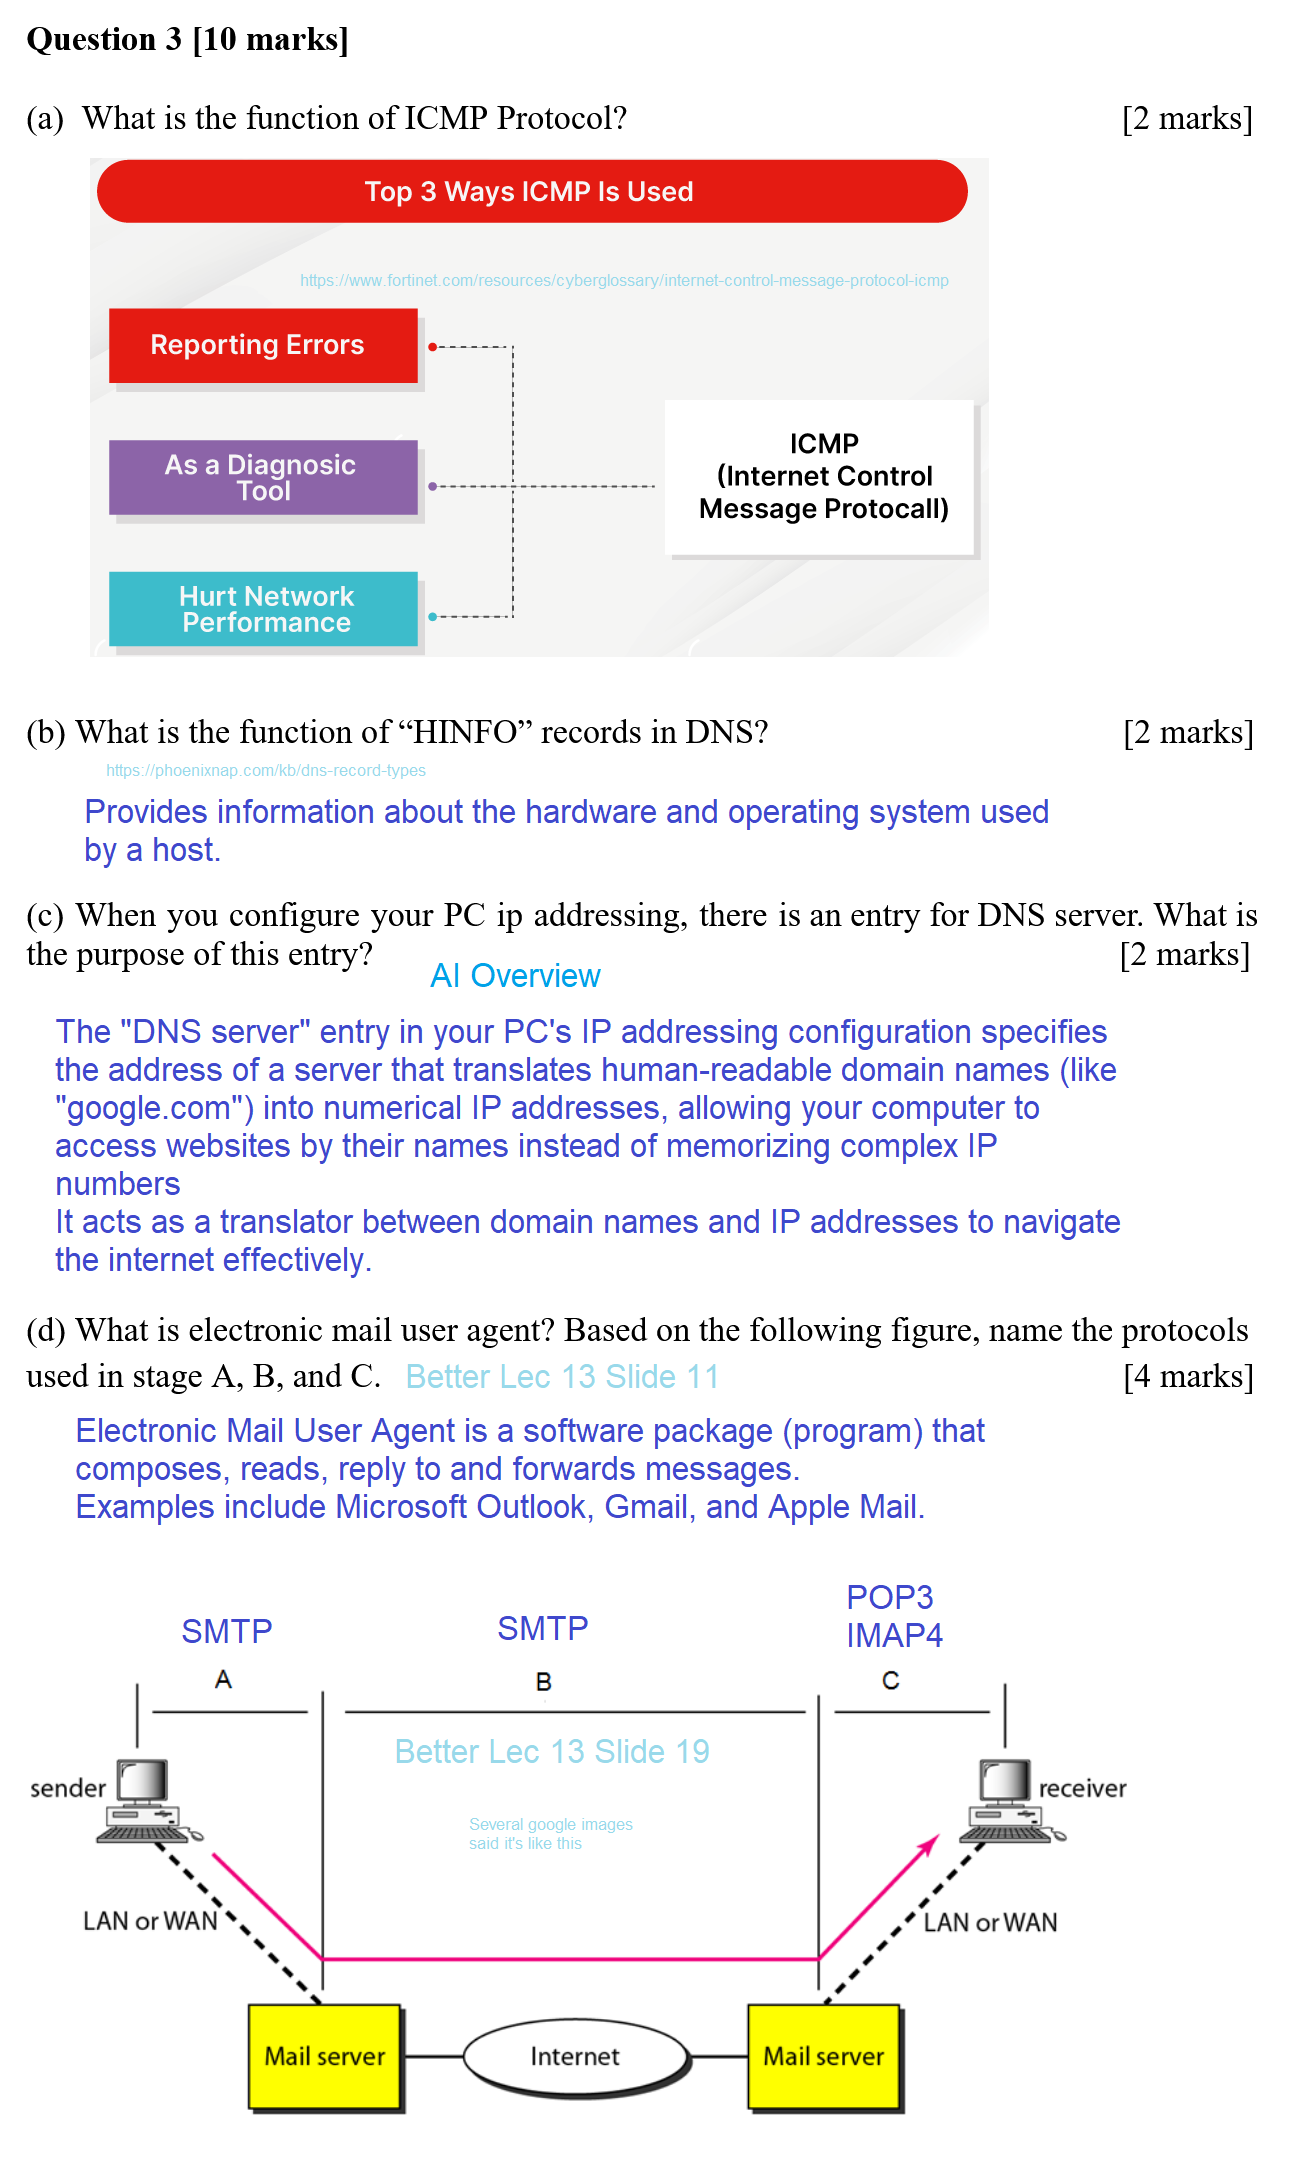 Question 3 [10 marks]
(a) What is the function of ICMP Protocol? [2 marks]
Top 3 Ways ICMP Is Used
https://www.fortinet.com/resources/cyberglossary/internet-control-message-protocol-icmp
Reporting Errors
As a Diagnosic
Tool
Hurt Network
Performance
ICMP
(Internet Control
Message Protocall)
(b) What is the function of “HINFO” records in DNS? [2 marks]
https://phoenixnap.com/kb/dns-record-types
Provides information about the hardware and operating system used
by a host.
(c) When you configure your PC ip addressing, there is an entry for DNS server. What is
the purpose of this entry? [2 marks]
AI Overview
The "DNS server" entry in your PC's IP addressing configuration specifies
the address of a server that translates human-readable domain names (like
"google.com") into numerical IP addresses, allowing your computer to
access websites by their names instead of memorizing complex IP
numbers
It acts as a translator between domain names and IP addresses to navigate
the internet effectively.
(d) What is electronic mail user agent? Based on the following figure, name the protocols
used in stage A, B, and C. Better Lec 13 Slide 11 [4 marks]
Electronic Mail User Agent is a software package (program) that
composes, reads, reply to and forwards messages.
Examples include Microsoft Outlook, Gmail, and Apple Mail.
SMTP
SMTP
POP3
IMAP4
A
B
C
Better Lec 13 Slide 19
sender
receiver
Several google images
said it's like this
LAN or WAN
LAN or WAN
Mail server
Internet
Mail server